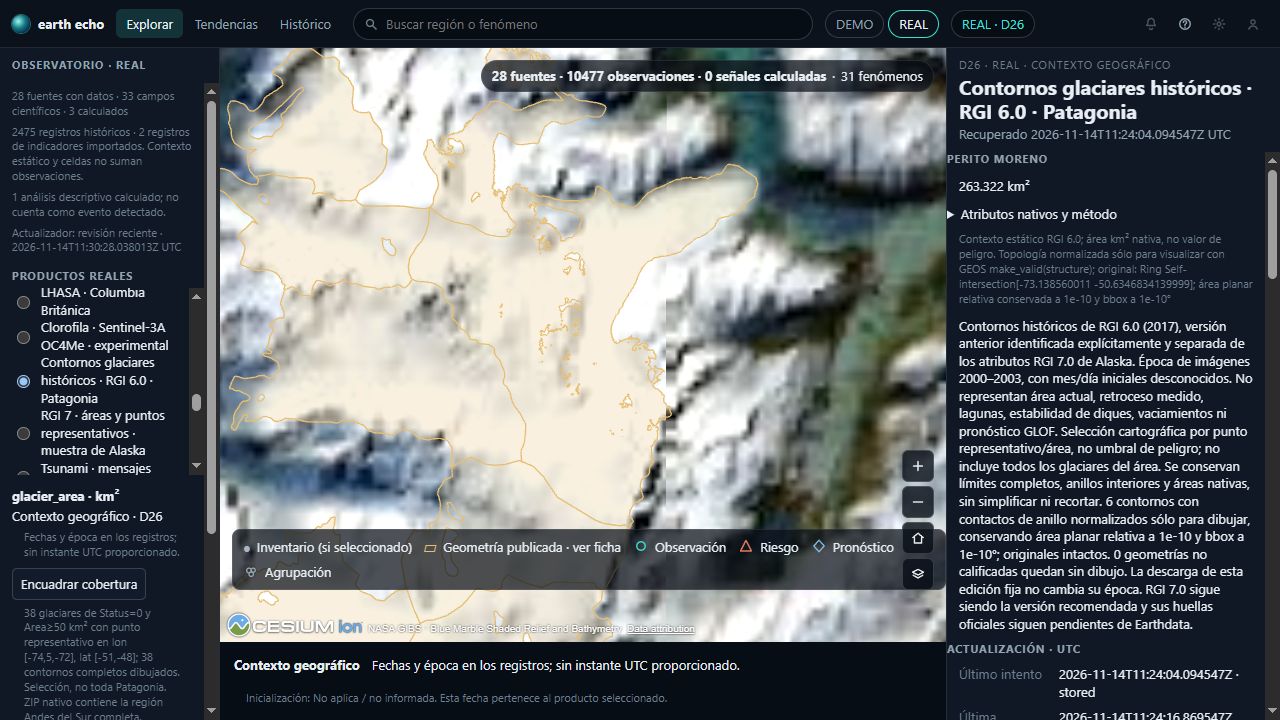 earth echo
Explorar
Tendencias
Histórico
Buscar región o fenómeno
DEMO
REAL
REAL · D26
OBSERVATORIO · REAL
28 fuentes con datos · 33 campos
científicos · 3 calculados
2475 registros históricos · 2 registros
de indicadores importados. Contexto
estático y celdas no suman
observaciones.
1 análisis descriptivo calculado; no
cuenta como evento detectado.
Actualizador: revisión reciente ·
2026-11-14T11:30:28.038013Z UTC
PRODUCTOS REALES
LHASA · Columbia
Británica
Clorofila · Sentinel-3A
OC4Me · experimental
Contornos glaciares
históricos · RGI 6.0 ·
Patagonia
RGI 7 · áreas y puntos
representativos ·
muestra de Alaska
Tsunami · mensajes
glacier_area · km²
Contexto geográfico · D26
Fechas y época en los registros;
sin instante UTC proporcionado.
Encuadrar cobertura
38 glaciares de Status=0 y
Area≥50 km² con punto
representativo en lon
[-74,5,-72], lat [-51,-48]; 38
contornos completos dibujados.
Selección, no toda Patagonia.
ZIP nativo contiene la región
Andes del Sur completa.
28 fuentes · 10477 observaciones · 0 señales calculadas · 31 fenómenos
Inventario (si seleccionado)
Geometría publicada · ver ficha
Observación
Riesgo
Pronóstico
Agrupación
CESIUM ion
NASA GIBS · Blue Marble Shaded Relief and Bathymetry
Data attribution
Contexto geográfico
Fechas y época en los registros; sin instante UTC proporcionado.
Inicialización: No aplica / no informada. Esta fecha pertenece al producto seleccionado.
D26 · REAL · CONTEXTO GEOGRÁFICO
Contornos glaciares históricos ·
RGI 6.0 · Patagonia
Recuperado 2026-11-14T11:24:04.094547Z UTC
PERITO MORENO
263.322 km²
Atributos nativos y método
Contexto estático RGI 6.0; área km² nativa, no valor de
peligro. Topología normalizada sólo para visualizar con
GEOS make_valid(structure); original: Ring Self-
intersection[-73.138560011 -50.6346834139999]; área planar
relativa conservada a 1e-10 y bbox a 1e-10°
Contornos históricos de RGI 6.0 (2017), versión
anterior identificada explícitamente y separada de
los atributos RGI 7.0 de Alaska. Época de imágenes
2000–2003, con mes/día iniciales desconocidos. No
representan área actual, retroceso medido,
lagunas, estabilidad de diques, vaciamientos ni
pronóstico GLOF. Selección cartográfica por punto
representativo/área, no umbral de peligro; no
incluye todos los glaciares del área. Se conservan
límites completos, anillos interiores y áreas nativas,
sin simplificar ni recortar. 6 contornos con
contactos de anillo normalizados sólo para dibujar,
conservando área planar relativa a 1e-10 y bbox a
1e-10°; originales intactos. 0 geometrías no
calificadas quedan sin dibujo. La descarga de esta
edición fija no cambia su época. RGI 7.0 sigue
siendo la versión recomendada y sus huellas
oficiales siguen pendientes de Earthdata.
ACTUALIZACIÓN · UTC
Último intento
2026-11-14T11:24:04.094547Z ·
stored
Última
2026-11-14T11:24:16.869547Z